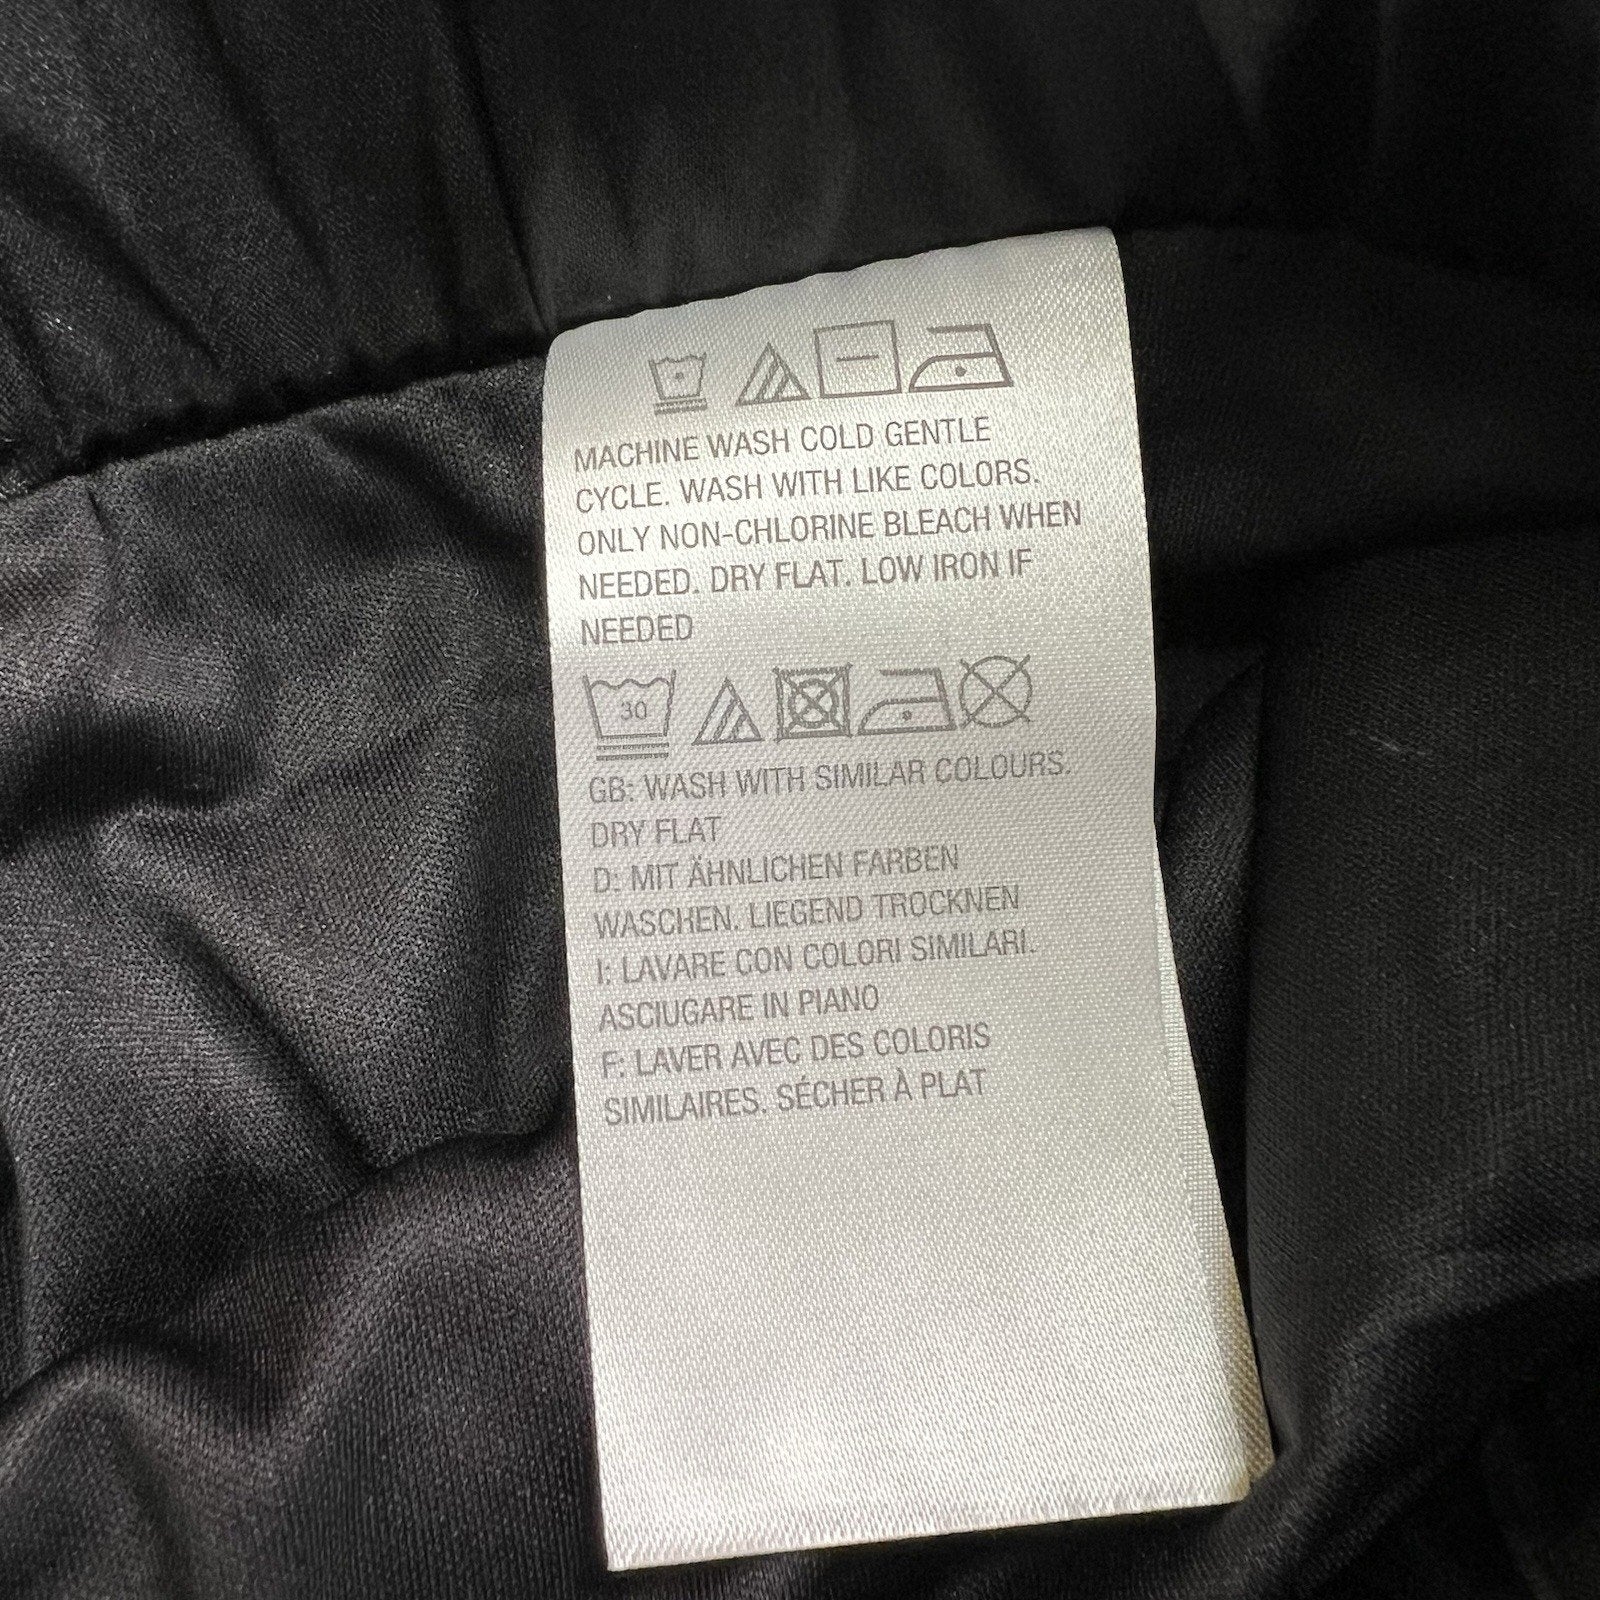 MACHINE WASH COLD GENTLE
CYCLE. WASH WITH LIKE COLORS.
ONLY NON-CHLORINE BLEACH WHEN
NEEDED. DRY FLAT. LOW IRON IF
NEEDED
30
GB: WASH WITH SIMILAR COLOURS.
DRY FLAT
D: MIT ÄHNLICHEN FARBEN
WASCHEN. LIEGEND TROCKNEN
I: LAVARE CON COLORI SIMILARI.
ASCIUGARE IN PIANO
F: LAVER AVEC DES COLORIS
SIMILAIRES. SÉCHER À PLAT